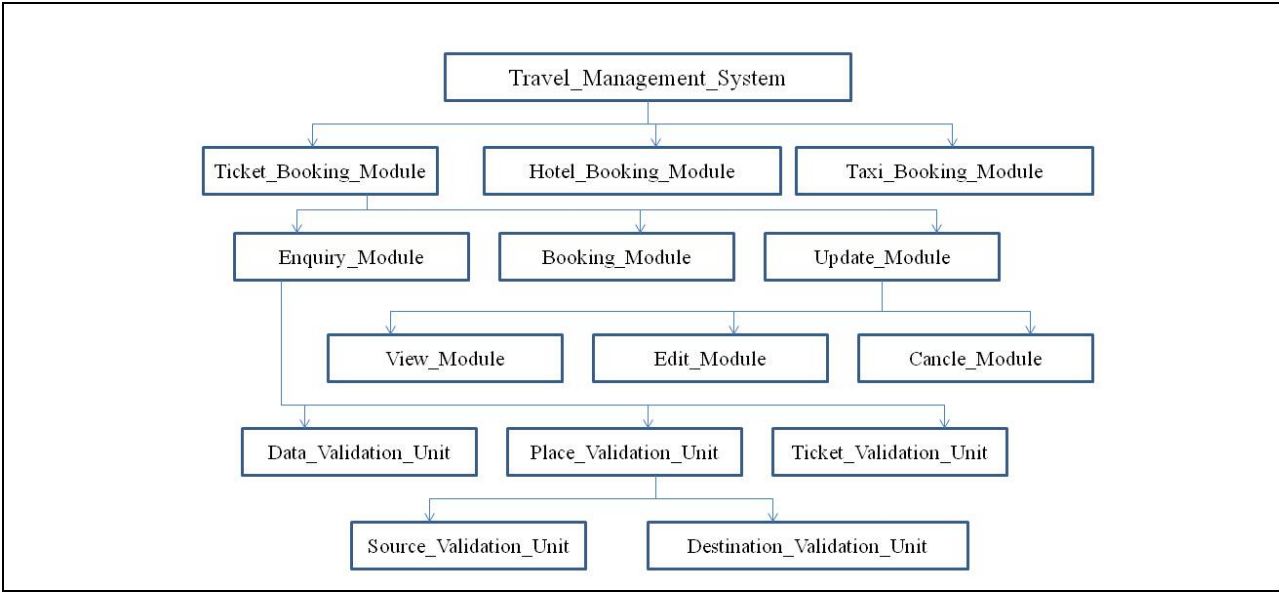 Travel_Management_System
Ticket_Booking_Module
Hotel_Booking_Module
Taxi_Booking_Module
Enquiry_Module
Booking_Module
Update_Module
View_Module
Edit_Module
Cancle_Module
Data_Validation_Unit
Place_Validation_Unit
Ticket_Validation_Unit
Source_Validation_Unit
Destination_Validation_Unit